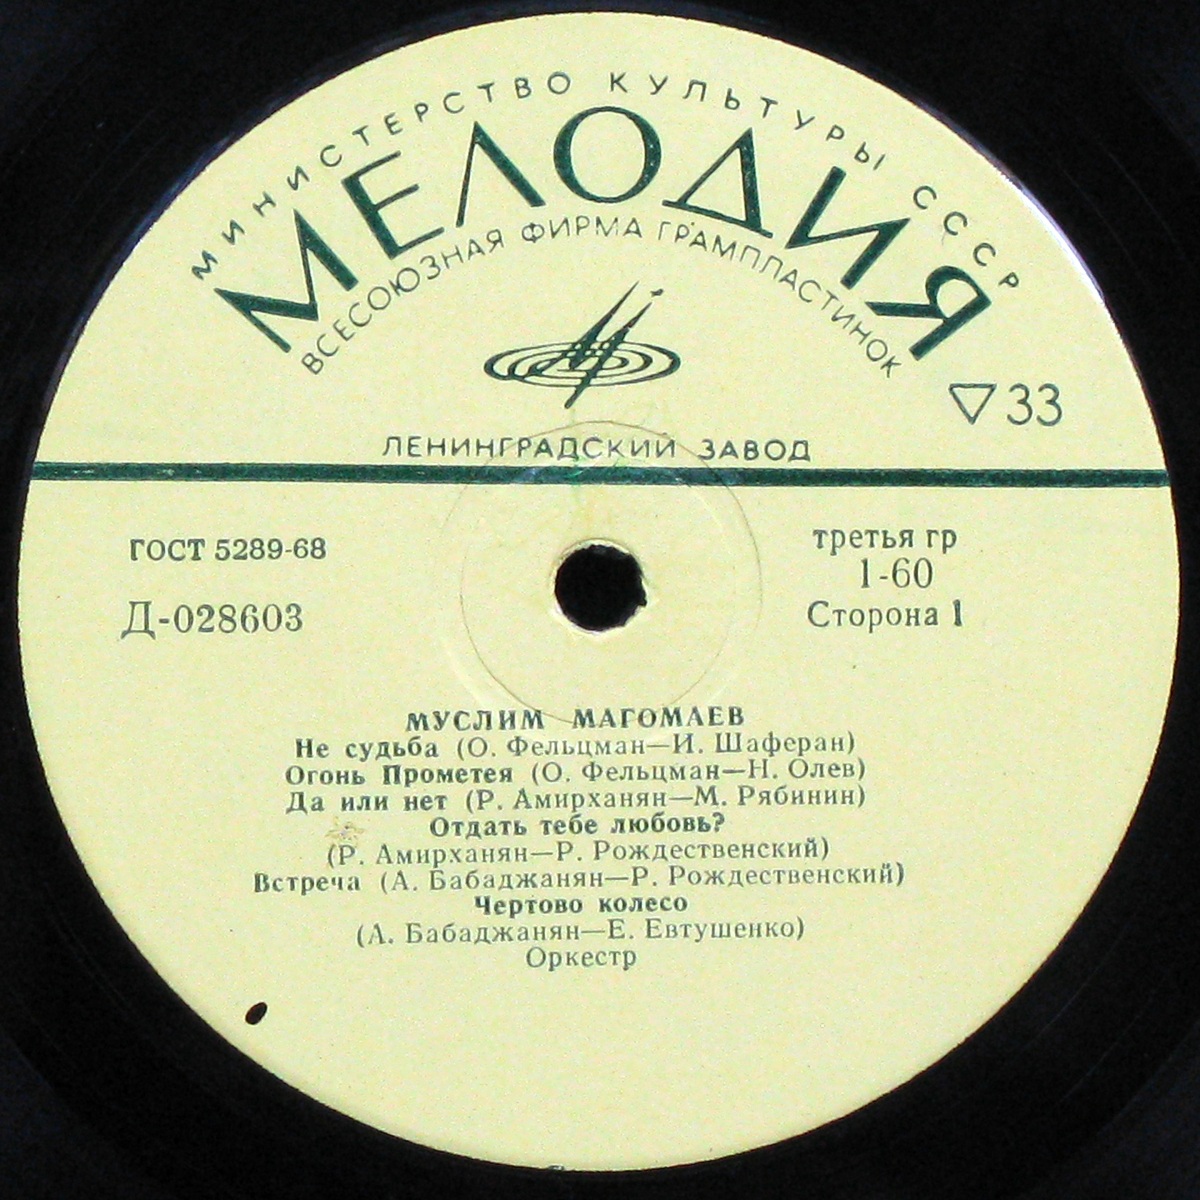 МИНИСТЕРСТВО КУЛЬТУРЫ СССР
МЕЛОДИЯ
ВСЕСОЮЗНАЯ ФИРМА ГРАМПЛАСТИНОК
▽33
ЛЕНИНГРАДСКИЙ ЗАВОД
ГОСТ 5289-68
Д-028603
третья гр
1-60
Сторона 1
МУСЛИМ МАГОМАЕВ
Не судьба (О. Фельцман—И. Шаферан)
Огонь Прометея (О. Фельцман—Н. Олев)
Да или нет (Р. Амирханян—М. Рябинин)
Отдать тебе любовь?
(Р. Амирханян—Р. Рождественский)
Встреча (А. Бабаджанян—Р. Рождественский)
Чертово колесо
(А. Бабаджанян—Е. Евтушенко)
Оркестр